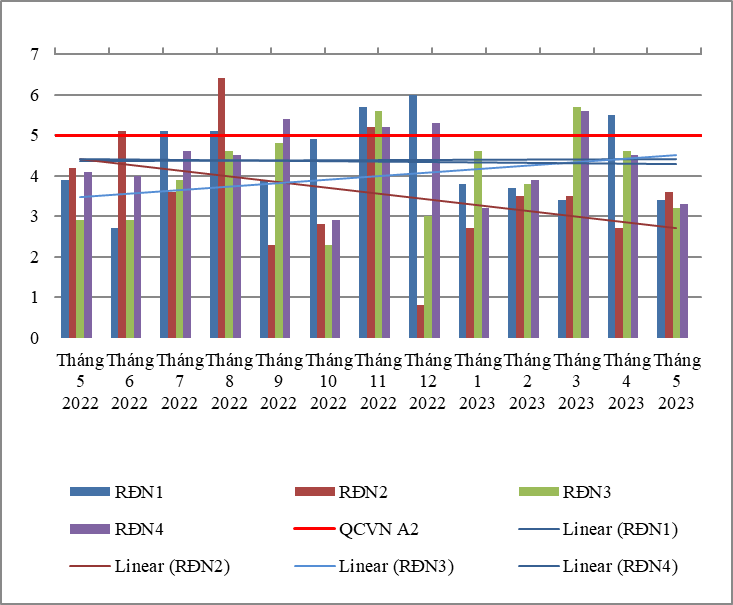 7
6
5
4
3
2
1
0
Tháng Tháng Tháng Tháng Tháng Tháng Tháng Tháng Tháng Tháng Tháng Tháng Tháng
5 6 7 8 9 10 11 12 1 2 3 4 5
2022 2022 2022 2022 2022 2022 2022 2022 2023 2023 2023 2023 2023
RĐN1 RĐN2 RĐN3
RĐN4 QCVN A2 Linear (RĐN1)
Linear (RĐN2) Linear (RĐN3) Linear (RĐN4)